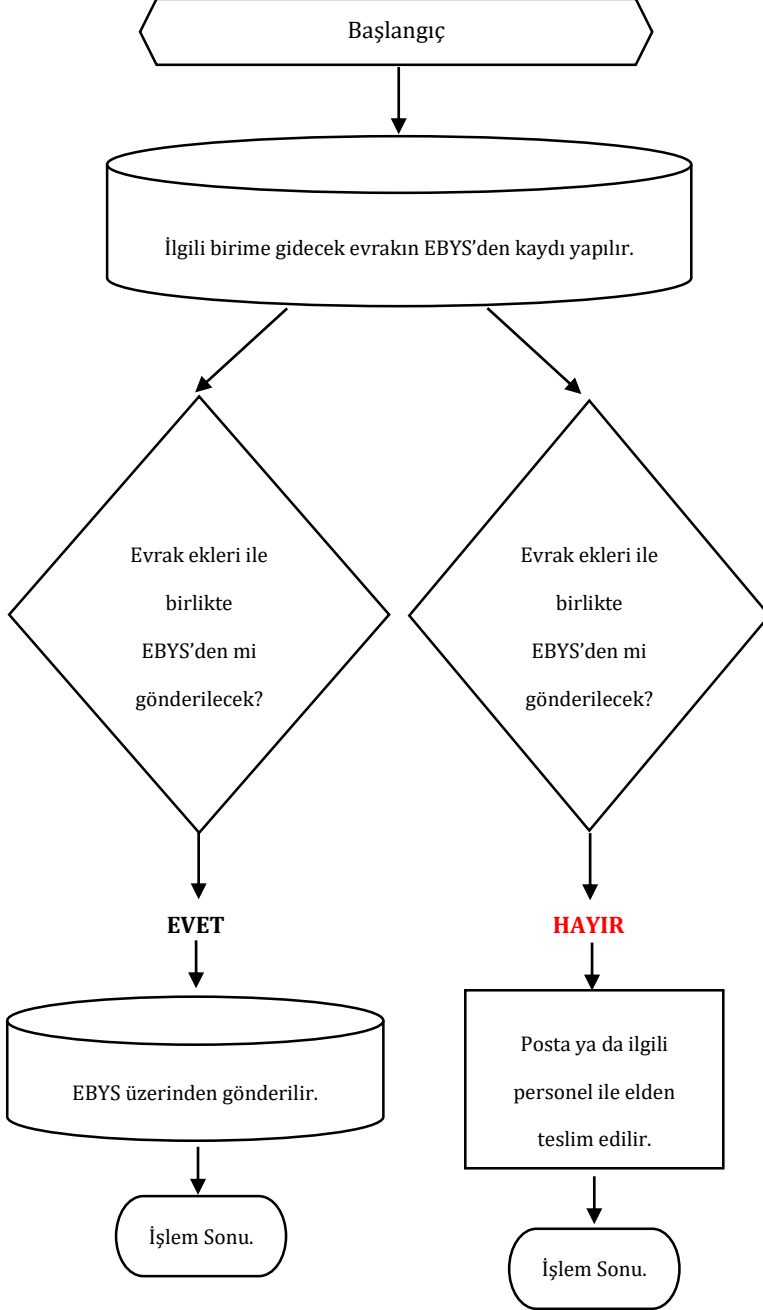 Başlangıç
İlgili birime gidecek evrakın EBYS’den kaydı yapılır.
Evrak ekleri ile
birlikte
EBYS’den mi
gönderilecek?
Evrak ekleri ile
birlikte
EBYS’den mi
gönderilecek?
EVET
HAYIR
EBYS üzerinden gönderilir.
Posta ya da ilgili
personel ile elden
teslim edilir.
İşlem Sonu.
İşlem Sonu.